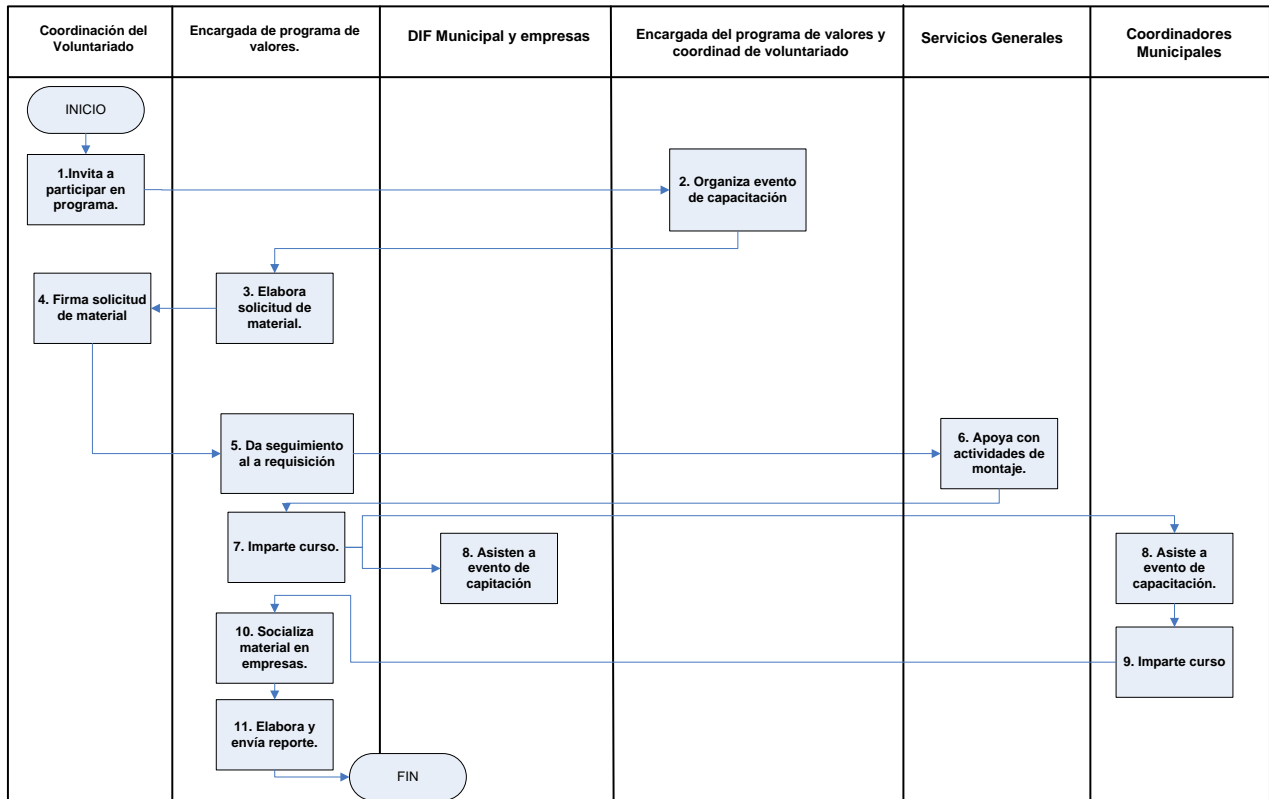 Coordinación del
Voluntariado
Encargada de programa de
valores.
DIF Municipal y empresas
Encargada del programa de valores y
coordinad de voluntariado
Servicios Generales
Coordinadores
Municipales
INICIO
1.Invita a
participar en
programa.
2. Organiza evento
de capacitación
3. Elabora
solicitud de
material.
4. Firma solicitud
de material
5. Da seguimiento
al a requisición
6. Apoya con
actividades de
montaje.
7. Imparte curso.
8. Asisten a
evento de
capitación
8. Asiste a
evento de
capacitación.
9. Imparte curso
10. Socializa
material en
empresas.
11. Elabora y
envía reporte.
FIN